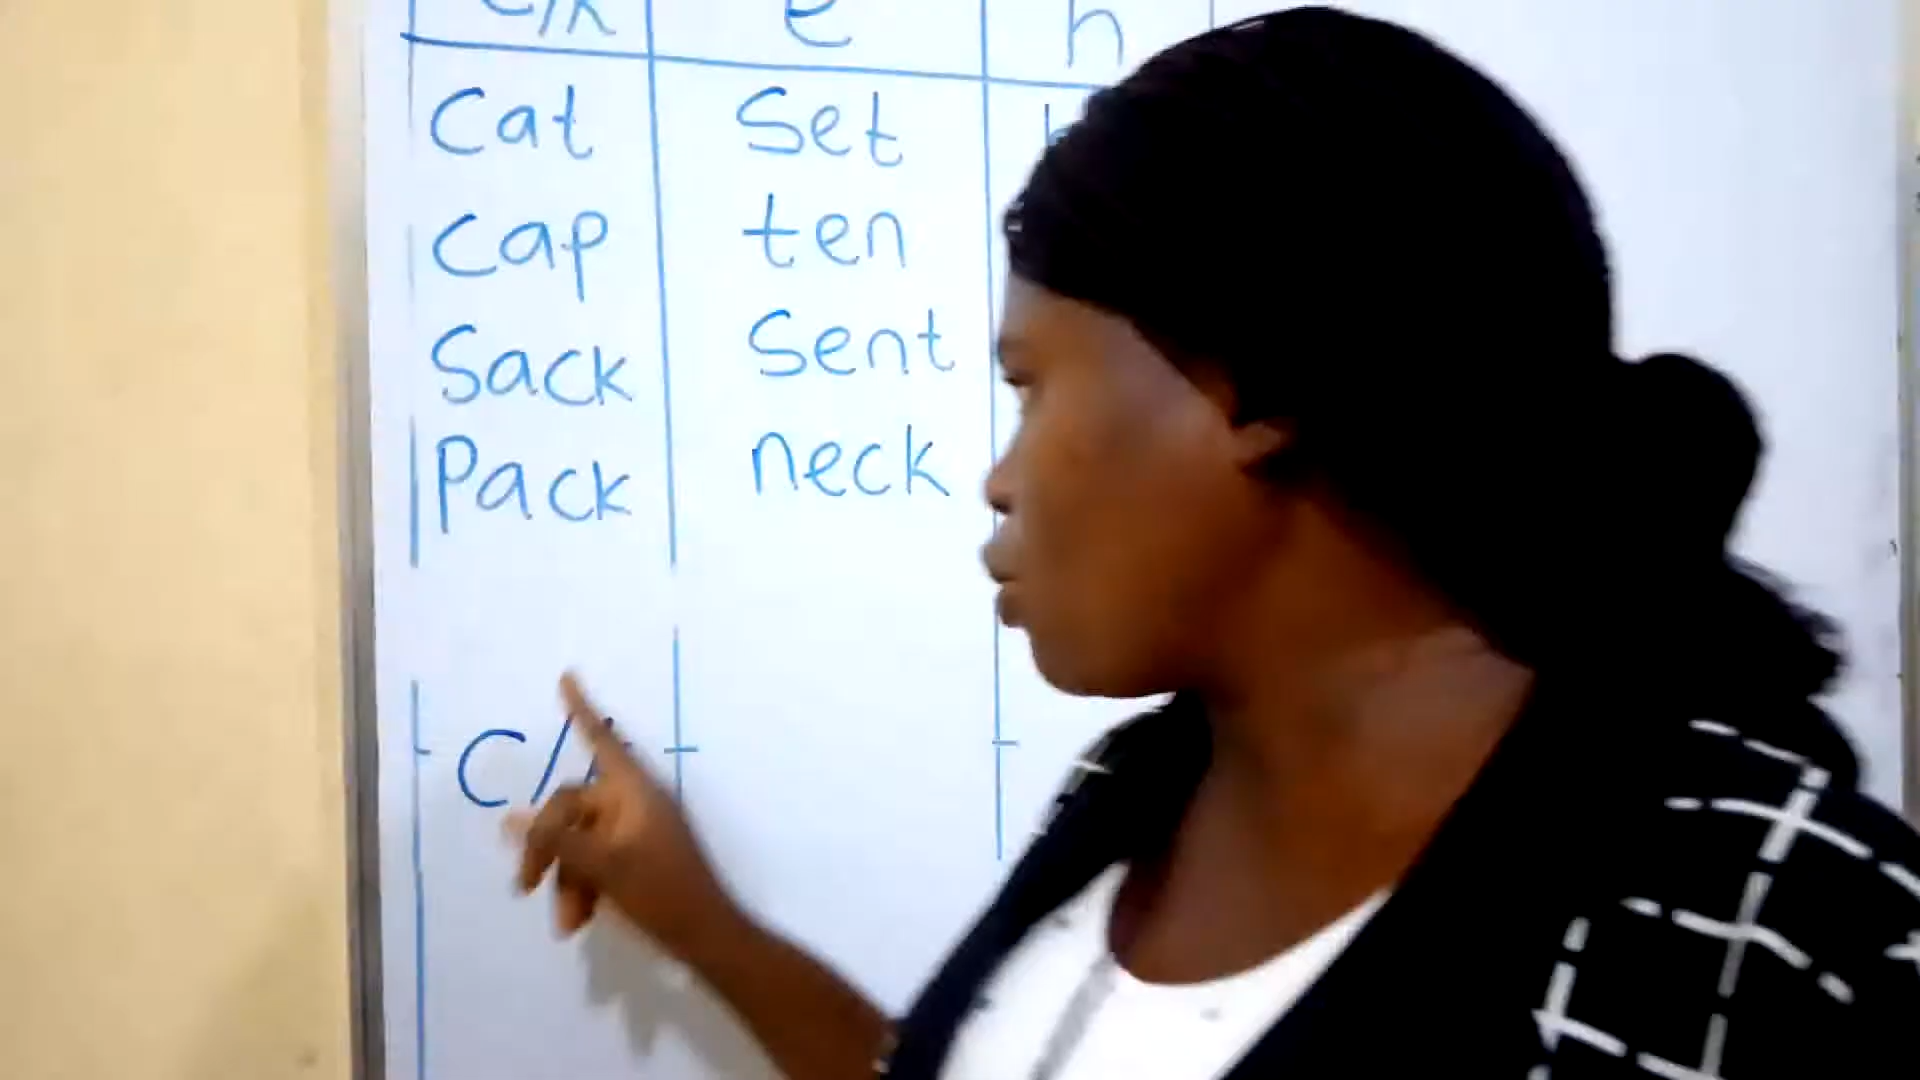 c/k e h
Cat Set
Cap ten
Sack Sent
Pack neck
C/